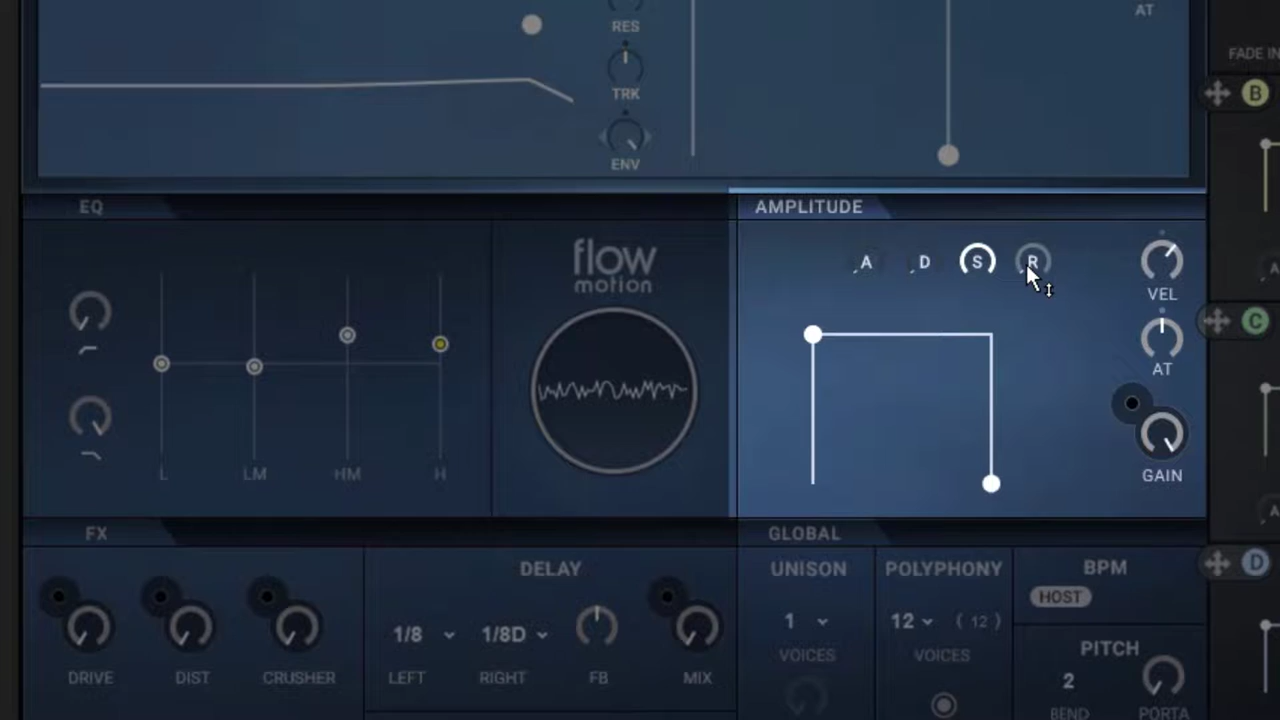 RES
AT
TRK
FADE IN
B
ENV
EQ
AMPLITUDE
flow
motion
A
D
S
R
VEL
AT
C
GAIN
L
LM
HM
H
FX
GLOBAL
DELAY
UNISON
POLYPHONY
BPM
D
HOST
1/8
1/8D
1
12
( 12 )
PITCH
DRIVE
DIST
CRUSHER
LEFT
RIGHT
FB
MIX
VOICES
VOICES
2
BEND
PORTA